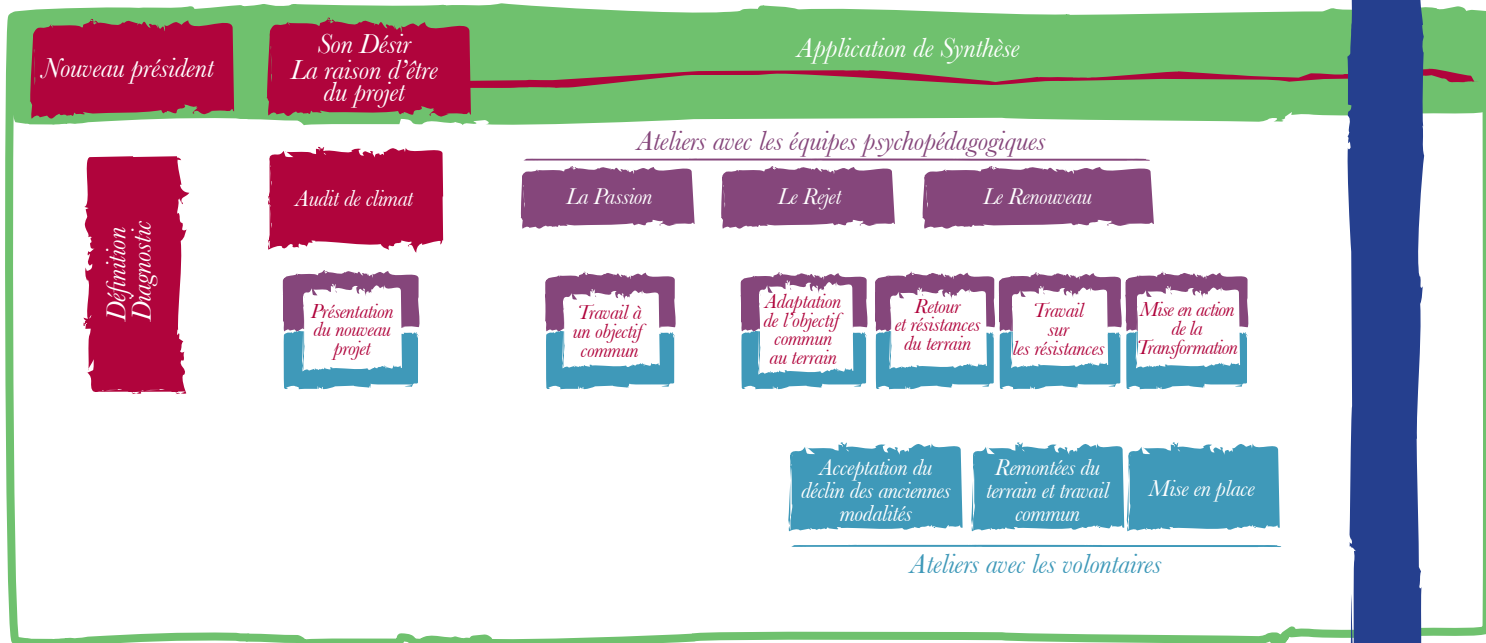 Nouveau président
Son Désir
La raison d'être
du projet
Application de Synthèse
Ateliers avec les équipes psychopédagogiques
Définition
Diagnostic
Audit de climat
La Passion
Le Rejet
Le Renouveau
Présentation
du nouveau
projet
Travail à
un objectif
commun
Adaptation
de l'objectif
commun
au terrain
Retour
et résistances
du terrain
Travail
sur
les résistances
Mise en action
de la
Transformation
Acceptation du
déclin des anciennes
modalités
Remontées du
terrain et travail
commun
Mise en place
Ateliers avec les volontaires